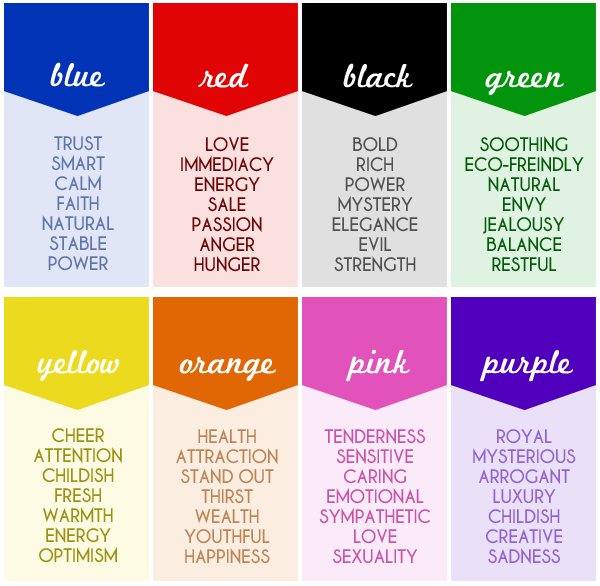 blue
TRUST
SMART
CALM
FAITH
NATURAL
STABLE
POWER
red
LOVE
IMMEDIACY
ENERGY
SALE
PASSION
ANGER
HUNGER
black
BOLD
RICH
POWER
MYSTERY
ELEGANCE
EVIL
STRENGTH
green
SOOTHING
ECO-FREINDLY
NATURAL
ENVY
JEALOUSY
BALANCE
RESTFUL
yellow
CHEER
ATTENTION
CHILDISH
FRESH
WARMTH
ENERGY
OPTIMISM
orange
HEALTH
ATTRACTION
STAND OUT
THIRST
WEALTH
YOUTHFUL
HAPPINESS
pink
TENDERNESS
SENSITIVE
CARING
EMOTIONAL
SYMPATHETIC
LOVE
SEXUALITY
purple
ROYAL
MYSTERIOUS
ARROGANT
LUXURY
CHILDISH
CREATIVE
SADNESS